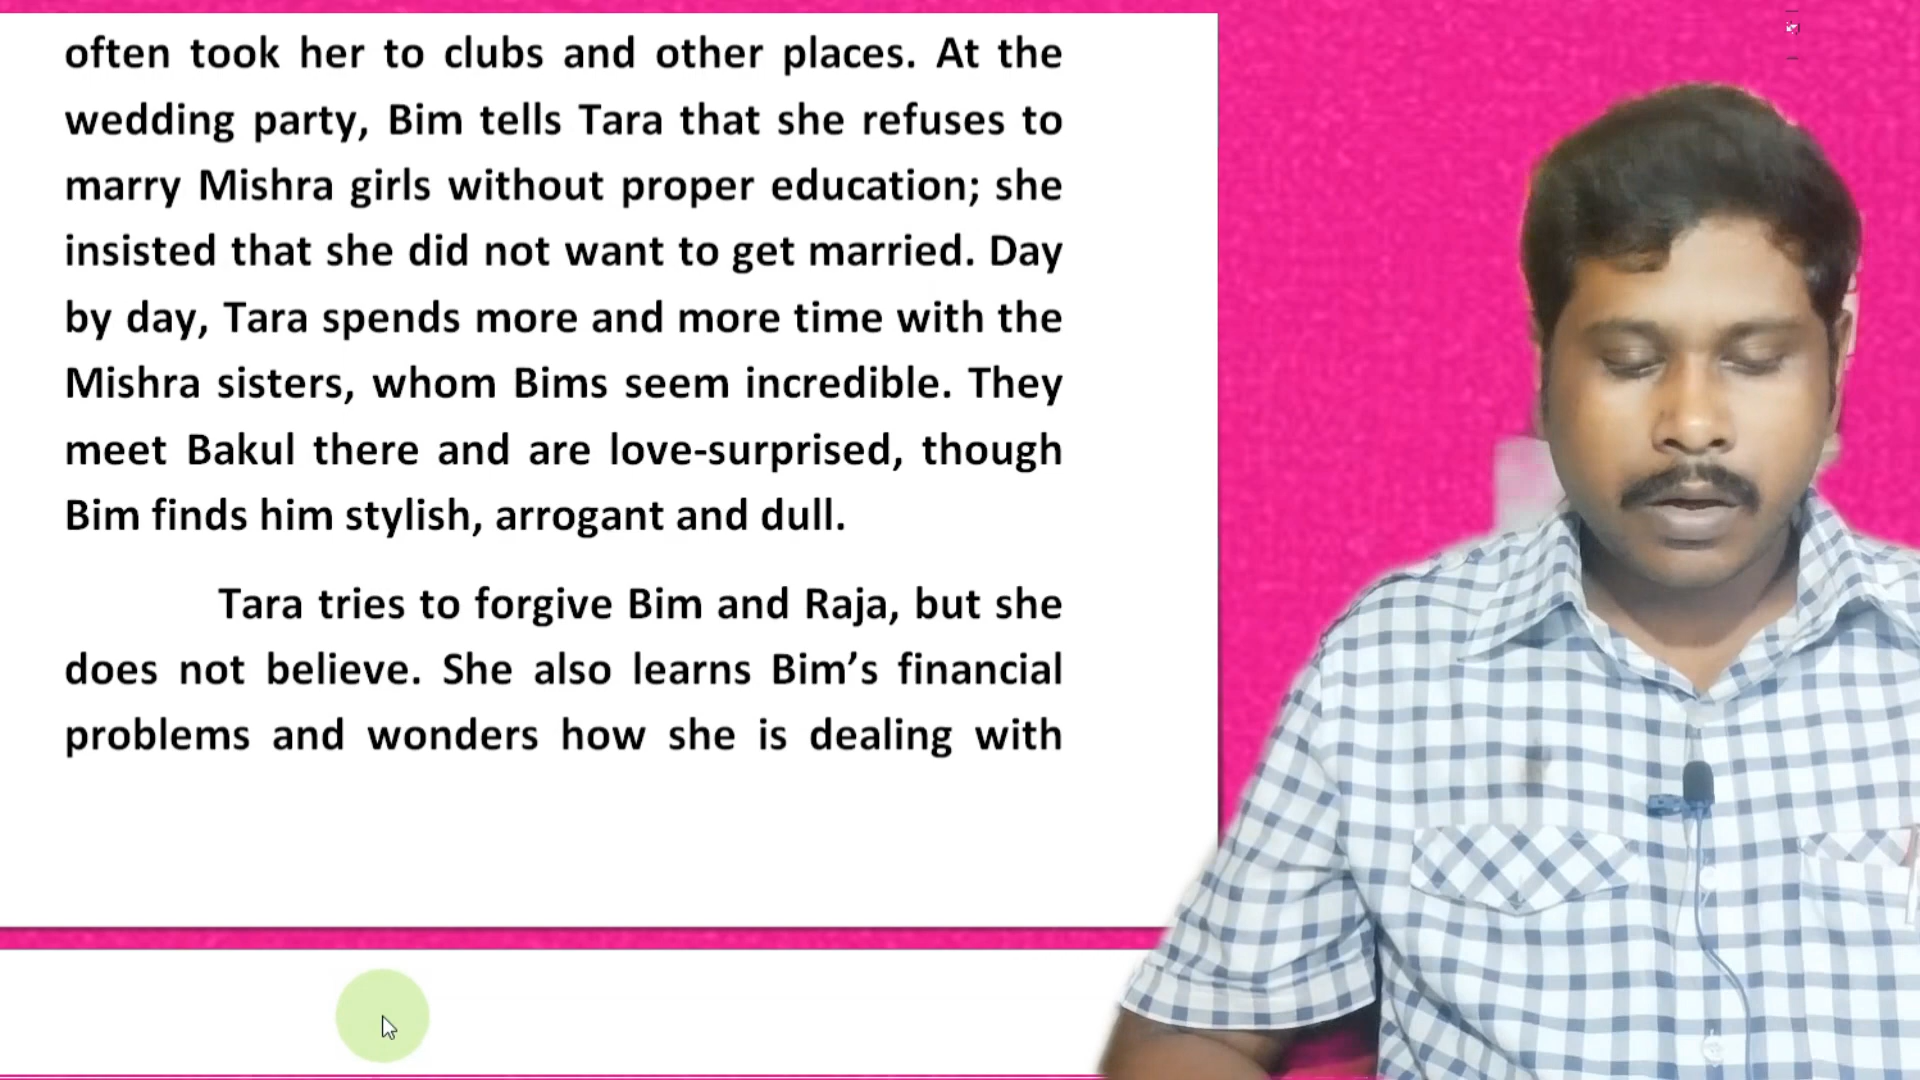 often took her to clubs and other places. At the
wedding party, Bim tells Tara that she refuses to
marry Mishra girls without proper education; she
insisted that she did not want to get married. Day
by day, Tara spends more and more time with the
Mishra sisters, whom Bims seem incredible. They
meet Bakul there and are love-surprised, though
Bim finds him stylish, arrogant and dull.
Tara tries to forgive Bim and Raja, but she
does not believe. She also learns Bim’s financial
problems and wonders how she is dealing with